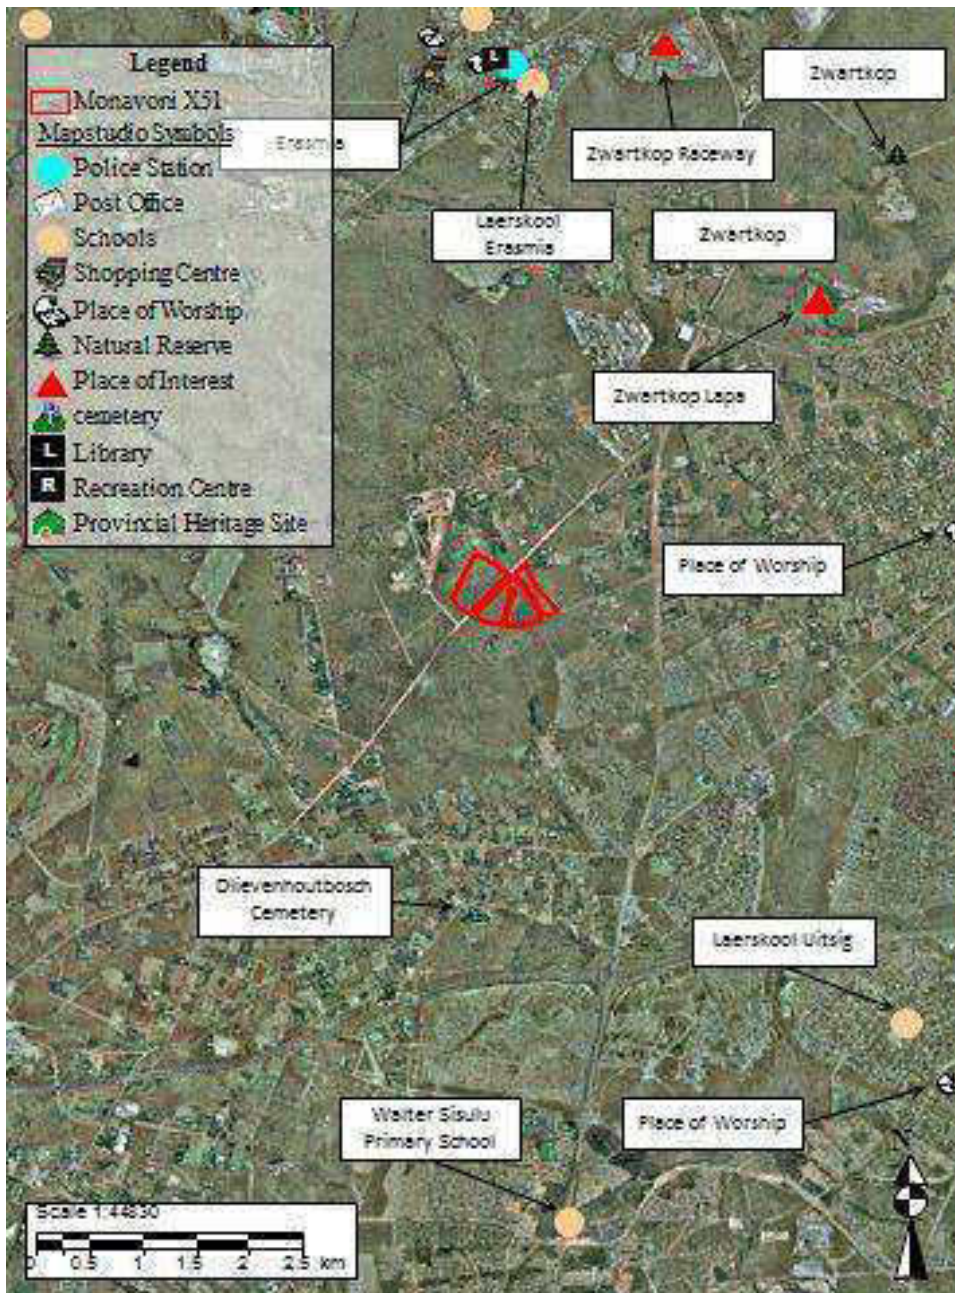 Legend
Monavoni X51
Mapstudio Symbols
Police Station
Post Office
Schools
Shopping Centre
Place of Worship
Natural Reserve
Place of Interest
cemetery
L Library
R Recreation Centre
Provincial Heritage Site
L
Erasmia
Zwartkop Raceway
Zwartkop
Laerskool
Erasmia
Zwartkop
Zwartkop Lapa
Place of Worship
Olievenhoutbosch
Cemetery
Laerskool Uitsig
Walter Sisulu
Primary School
Place of Worship
Scale 1:44830
0 0.5 1 1.5 2 2.5 km